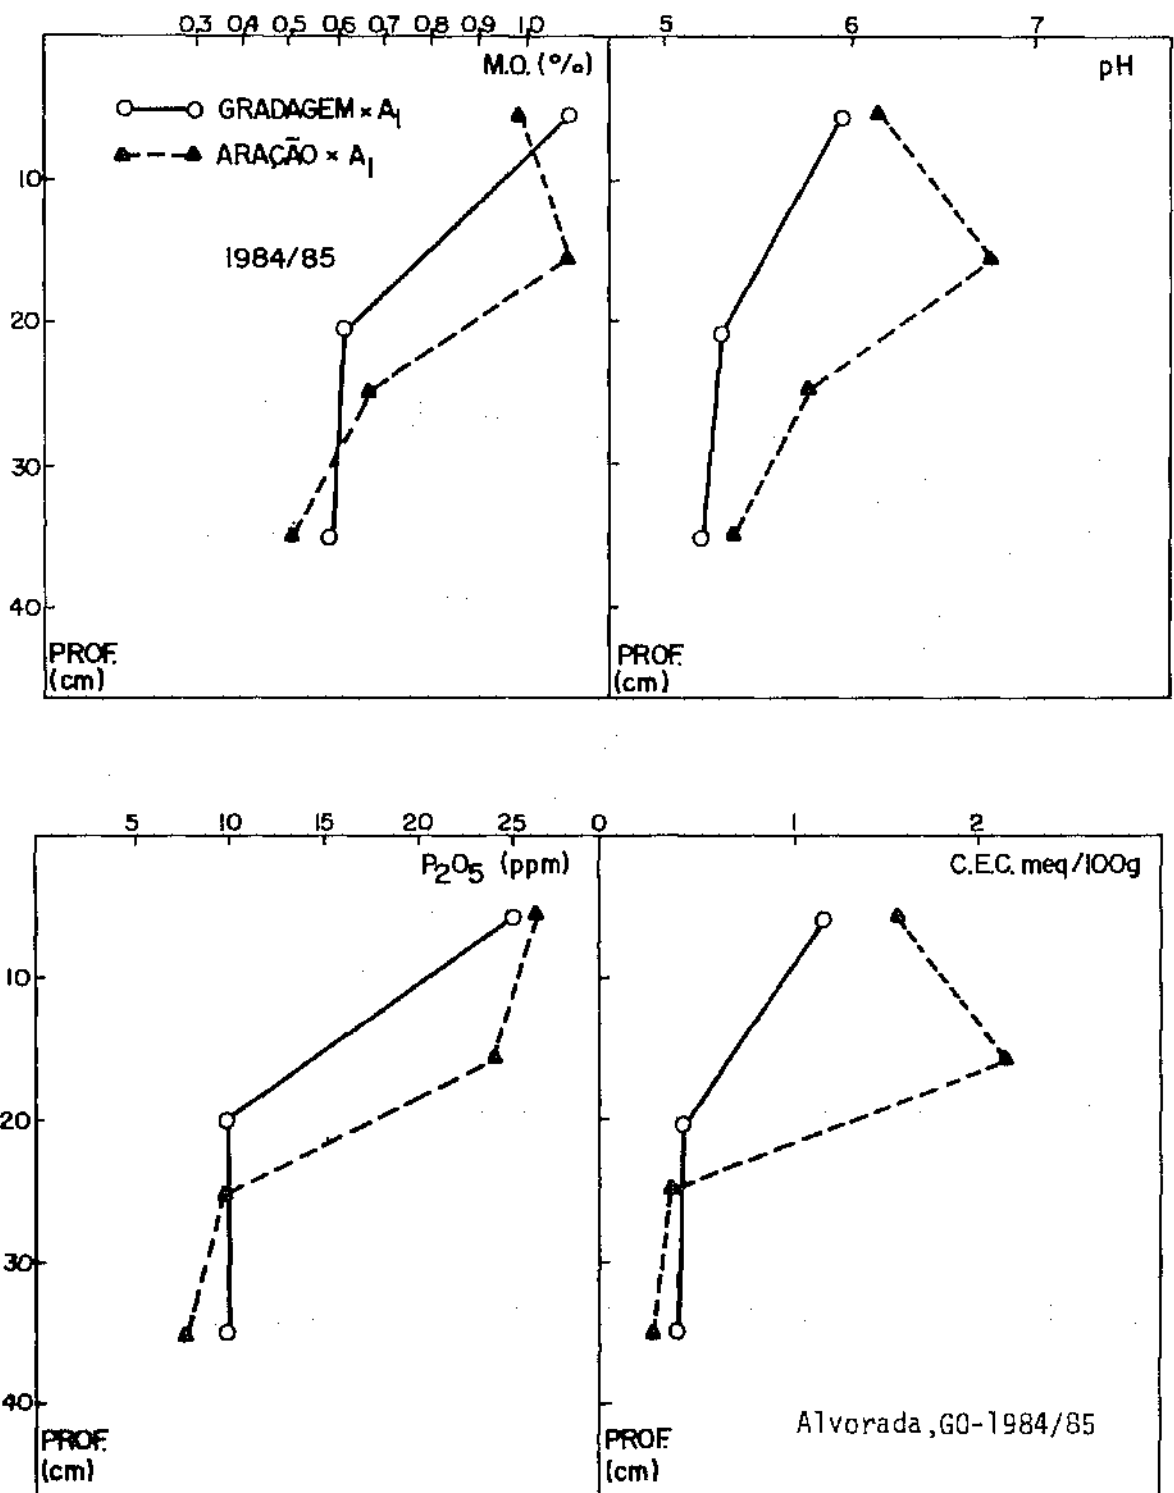 0.3 0.4 0.5 0.6 0.7 0.8 0.9 1.0
M.O. (%)
GRADAGEM × A1
ARAÇÃO × A1
1984/85
10
20
30
40
PROF.
(cm)
5 6 7
pH
PROF.
(cm)
5 10 15 20 25
P2O5 (ppm)
10
20
30
40
PROF.
(cm)
0 1 2
C.E.C. meq/100g
Alvorada,GO-1984/85
PROF.
(cm)